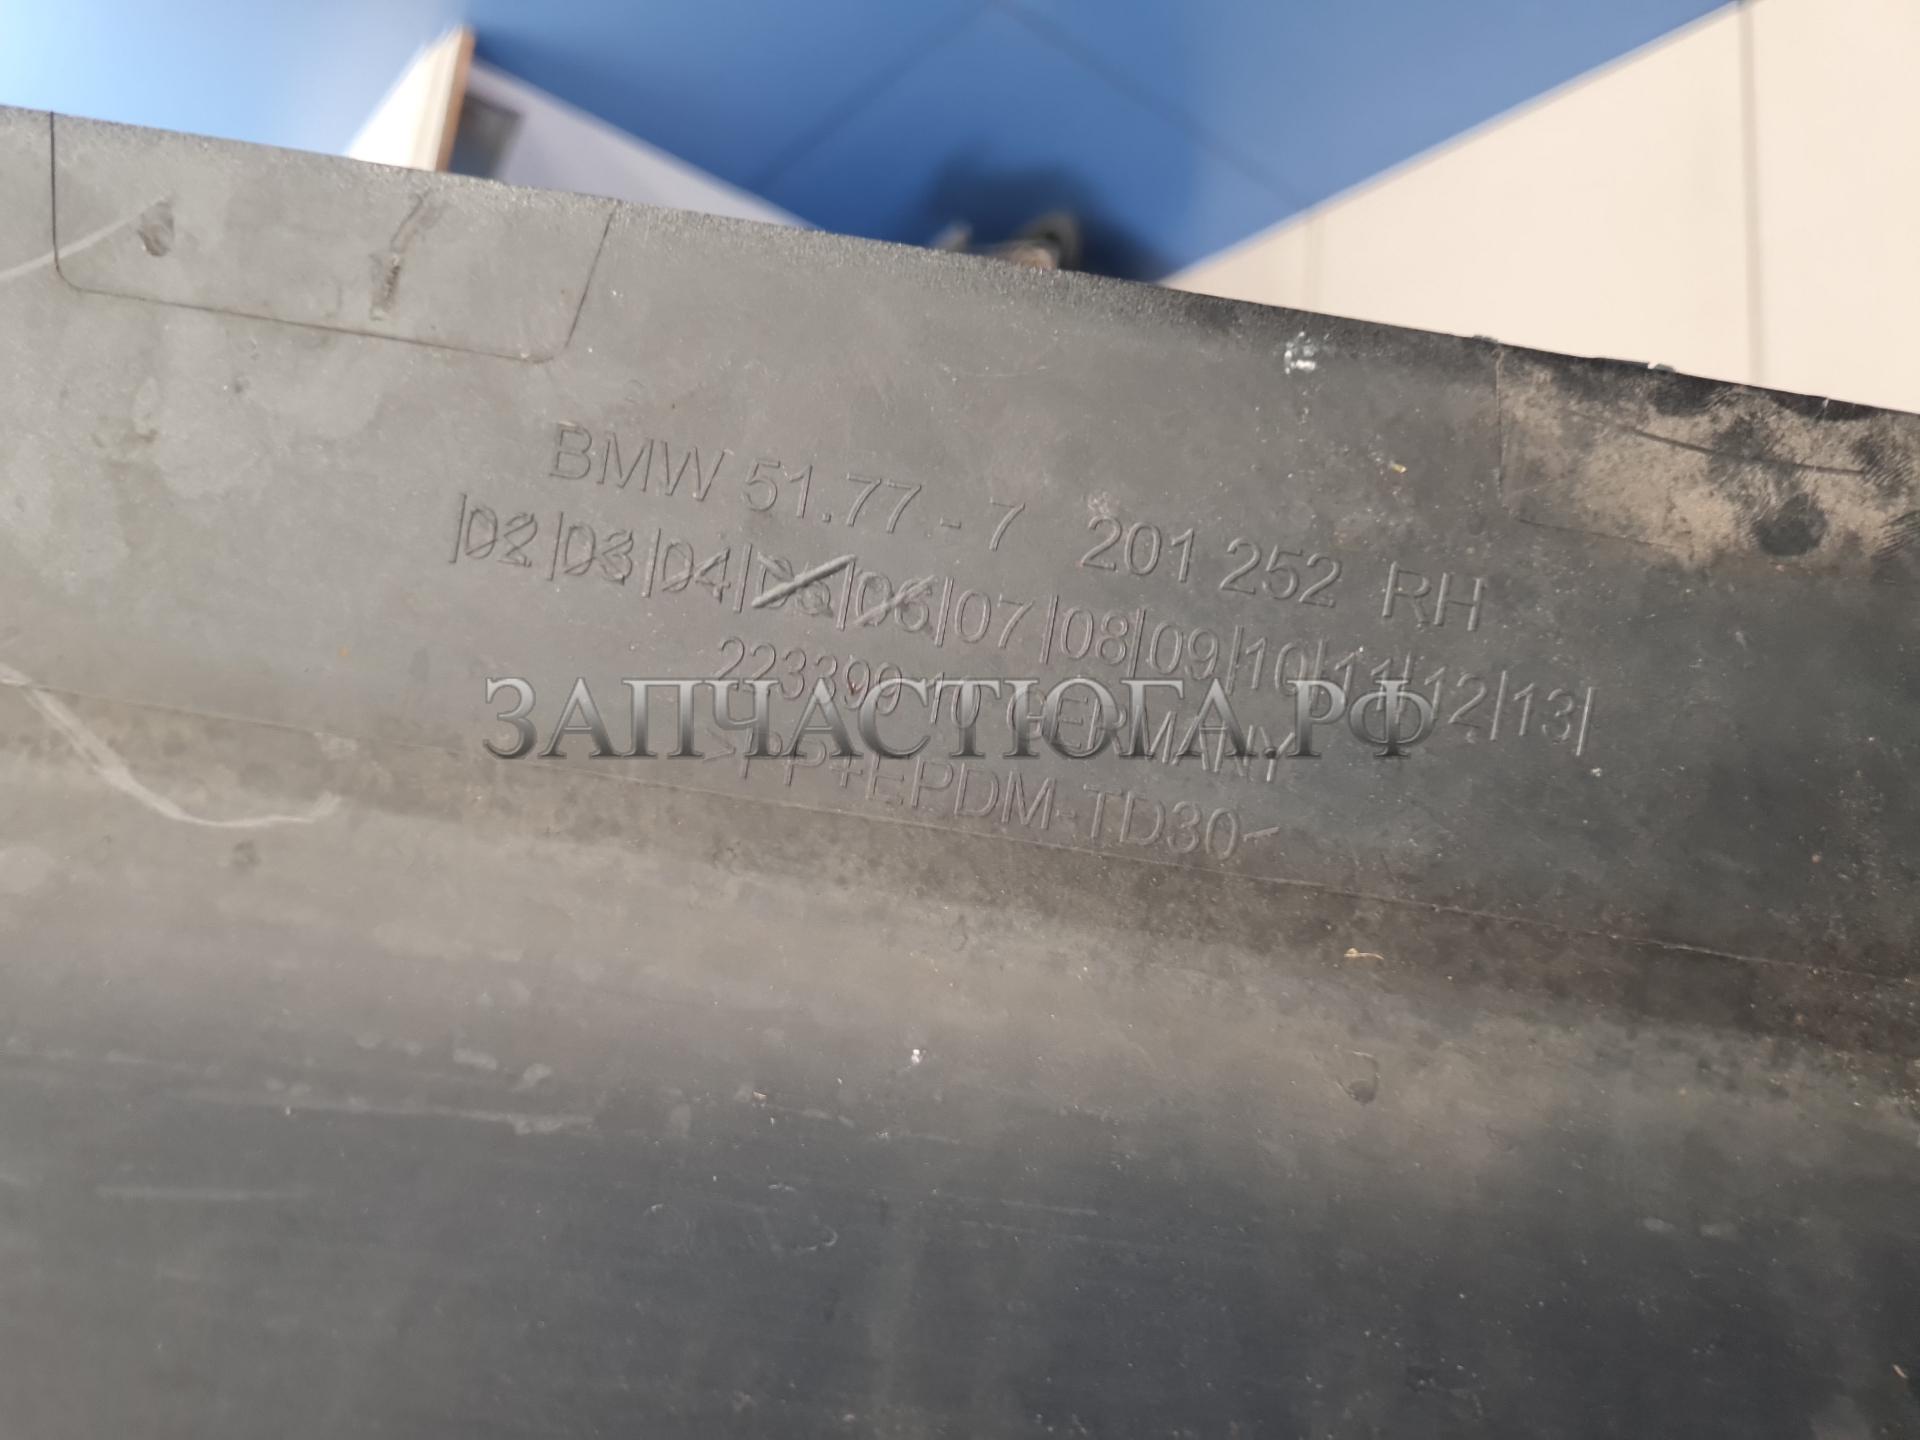 BMW 51.77 - 7 201 252 RH
|02|03|04|05|06|07|08|09|10|11|12|13|
GERMANY
ЗАПЧАСТЮГА.РФ
>PP+EPDM-TD30<